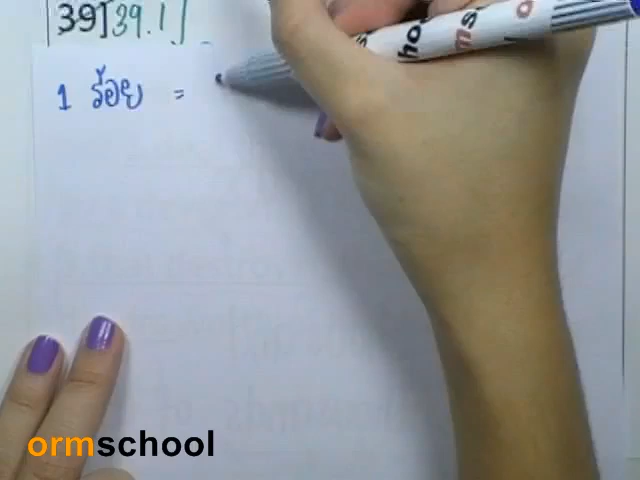 39] 39.1]
1 ร้อย =
ormschool